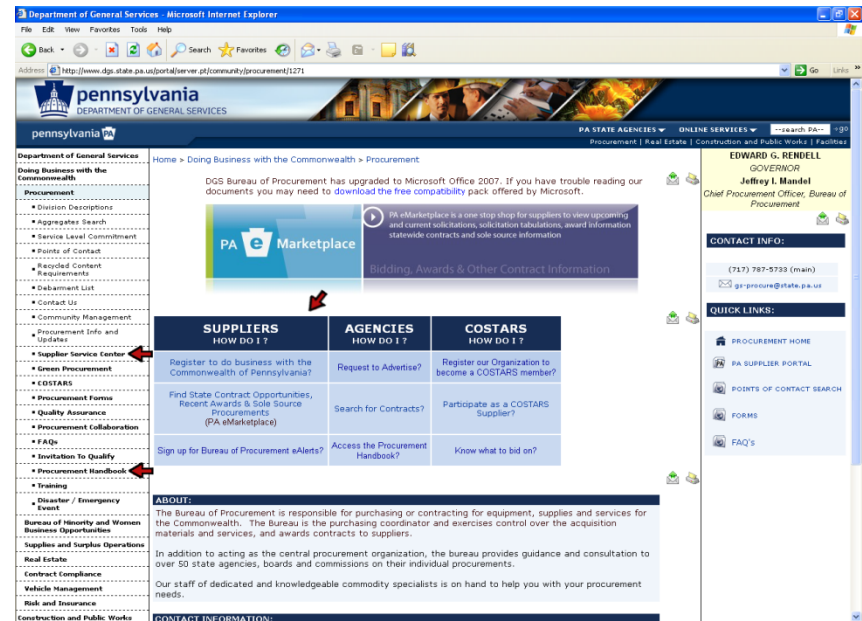 Department of General Services - Microsoft Internet Explorer
File Edit View Favorites Tools Help
Back Search Favorites
Address http://www.dgs.state.pa.us/portal/server.pt/community/procurement/1271 Go Links »
pennsylvania
DEPARTMENT OF GENERAL SERVICES
pennsylvania PA
PA STATE AGENCIES ONLINE SERVICES --search PA-- +go
Procurement | Real Estate | Construction and Public Works | Facilities
Department of General Services
Doing Business with the
Commonwealth
Procurement
Division Descriptions
Aggregates Search
Service Level Commitment
Points of Contact
Recycled Content
Requirements
Debarment List
Contact Us
Community Management
Procurement Info and
Updates
Supplier Service Center
Green Procurement
COSTARS
Procurement Forms
Quality Assurance
Procurement Collaboration
FAQs
Invitation To Qualify
Procurement Handbook
Training
Disaster / Emergency
Event
Bureau of Minority and Women
Business Opportunities
Supplies and Surplus Operations
Real Estate
Contract Compliance
Vehicle Management
Risk and Insurance
Construction and Public Works
Home > Doing Business with the Commonwealth > Procurement
DGS Bureau of Procurement has upgraded to Microsoft Office 2007. If you have trouble reading our
documents you may need to download the free compatibility pack offered by Microsoft.
PA e Marketplace
PA eMarketplace is a one stop shop for suppliers to view upcoming
and current solicitations, solicitation tabulations, award information
statewide contracts and sole source information
Bidding, Awards & Other Contract Information
SUPPLIERS
HOW DO I ?
Register to do business with the
Commonwealth of Pennsylvania?
Find State Contract Opportunities,
Recent Awards & Sole Source
Procurements
(PA eMarketplace)
Sign up for Bureau of Procurement eAlerts?
AGENCIES
HOW DO I ?
Request to Advertise?
Search for Contracts?
Access the Procurement
Handbook?
COSTARS
HOW DO I ?
Register our Organization to
become a COSTARS member?
Participate as a COSTARS
Supplier?
Know what to bid on?
ABOUT:
The Bureau of Procurement is responsible for purchasing or contracting for equipment, supplies and services for
the Commonwealth. The Bureau is the purchasing coordinator and exercises control over the acquisition
materials and services, and awards contracts to suppliers.
In addition to acting as the central procurement organization, the bureau provides guidance and consultation to
over 50 state agencies, boards and commissions on their individual procurements.
Our staff of dedicated and knowledgeable commodity specialists is on hand to help you with your procurement
needs.
CONTACT INFORMATION:
EDWARD G. RENDELL
GOVERNOR
Jeffrey I. Mandel
Chief Procurement Officer, Bureau of
Procurement
CONTACT INFO:
(717) 787-5733 (main)
gs-procure@state.pa.us
QUICK LINKS:
PROCUREMENT HOME
PA SUPPLIER PORTAL
POINTS OF CONTACT SEARCH
FORMS
FAQ's